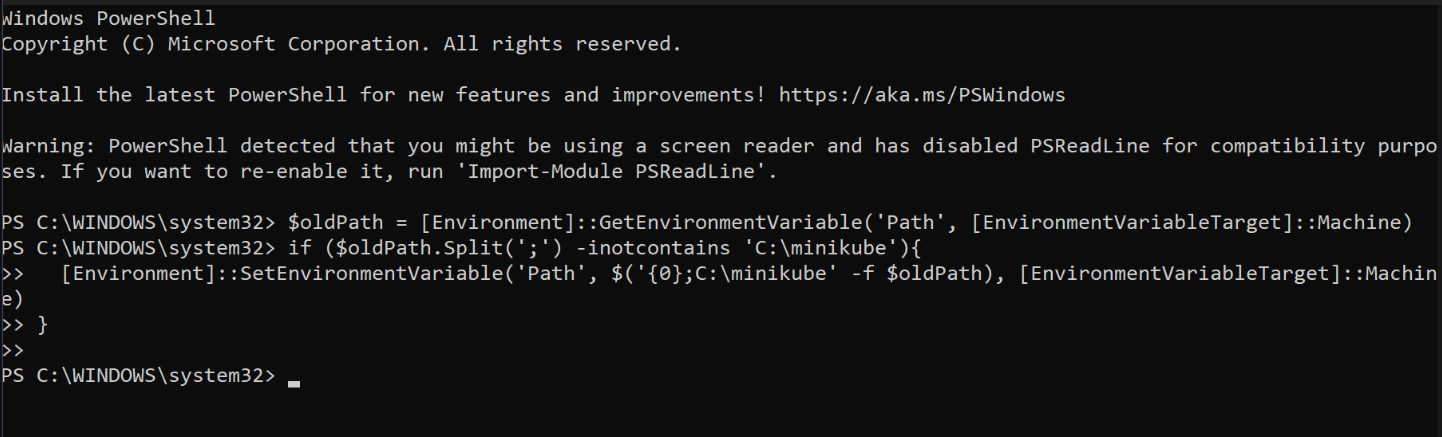 Windows PowerShell
Copyright (C) Microsoft Corporation. All rights reserved.
Install the latest PowerShell for new features and improvements! https://aka.ms/PSWindows
Warning: PowerShell detected that you might be using a screen reader and has disabled PSReadLine for compatibility purpo
ses. If you want to re-enable it, run 'Import-Module PSReadLine'.
PS C:\WINDOWS\system32> $oldPath = [Environment]::GetEnvironmentVariable('Path', [EnvironmentVariableTarget]::Machine)
PS C:\WINDOWS\system32> if ($oldPath.Split(';') -inotcontains 'C:\minikube'){
>>   [Environment]::SetEnvironmentVariable('Path', $('{0};C:\minikube' -f $oldPath), [EnvironmentVariableTarget]::Machin
e)
>> }
>>
PS C:\WINDOWS\system32>